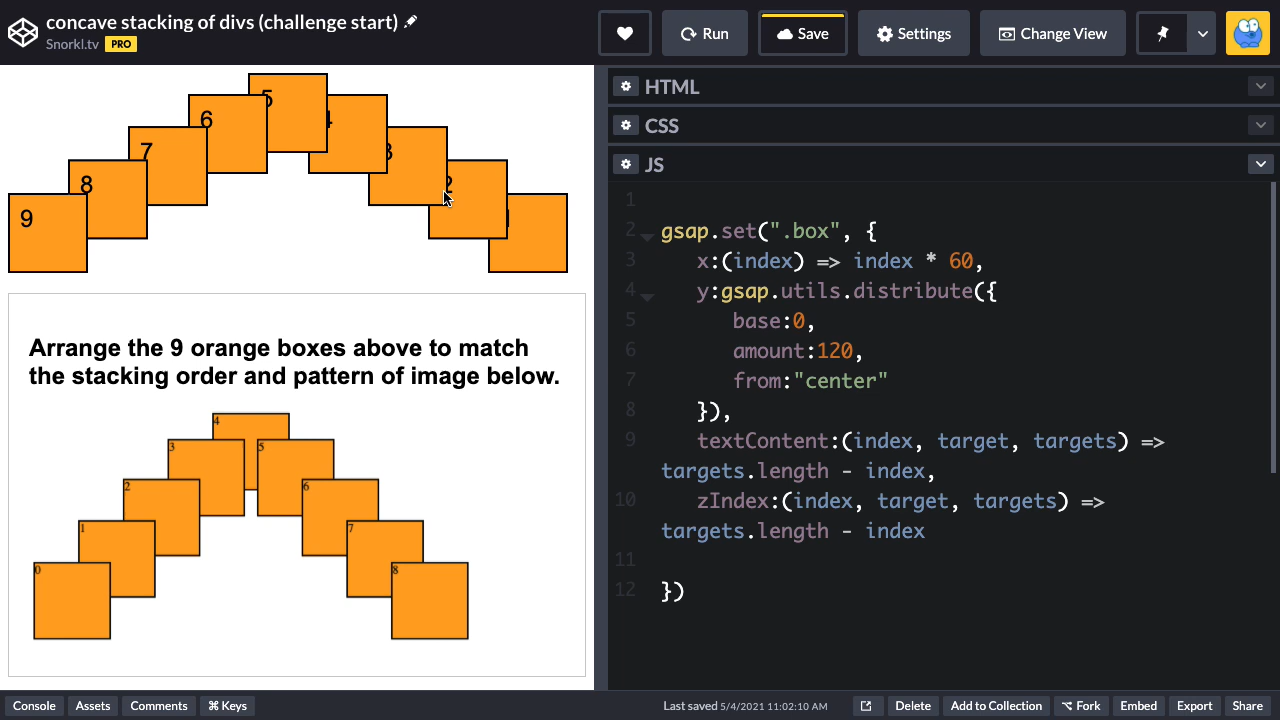 concave stacking of divs (challenge start)
Snorkl.tv PRO
Run
Save
Settings
Change View
5
6
7
8
2
9
Arrange the 9 orange boxes above to match
the stacking order and pattern of image below.
4
3
5
2
6
1
7
0
8
HTML
CSS
JS
1
2 gsap.set(".box", {
3 x:(index) => index * 60,
4 y:gsap.utils.distribute({
5 base:0,
6 amount:120,
7 from:"center"
8 }),
9 textContent:(index, target, targets) =>
targets.length - index,
10 zIndex:(index, target, targets) =>
targets.length - index
11
12 })
Console
Assets
Comments
⌘ Keys
Last saved 5/4/2021 11:02:10 AM
Delete
Add to Collection
⌥ Fork
Embed
Export
Share